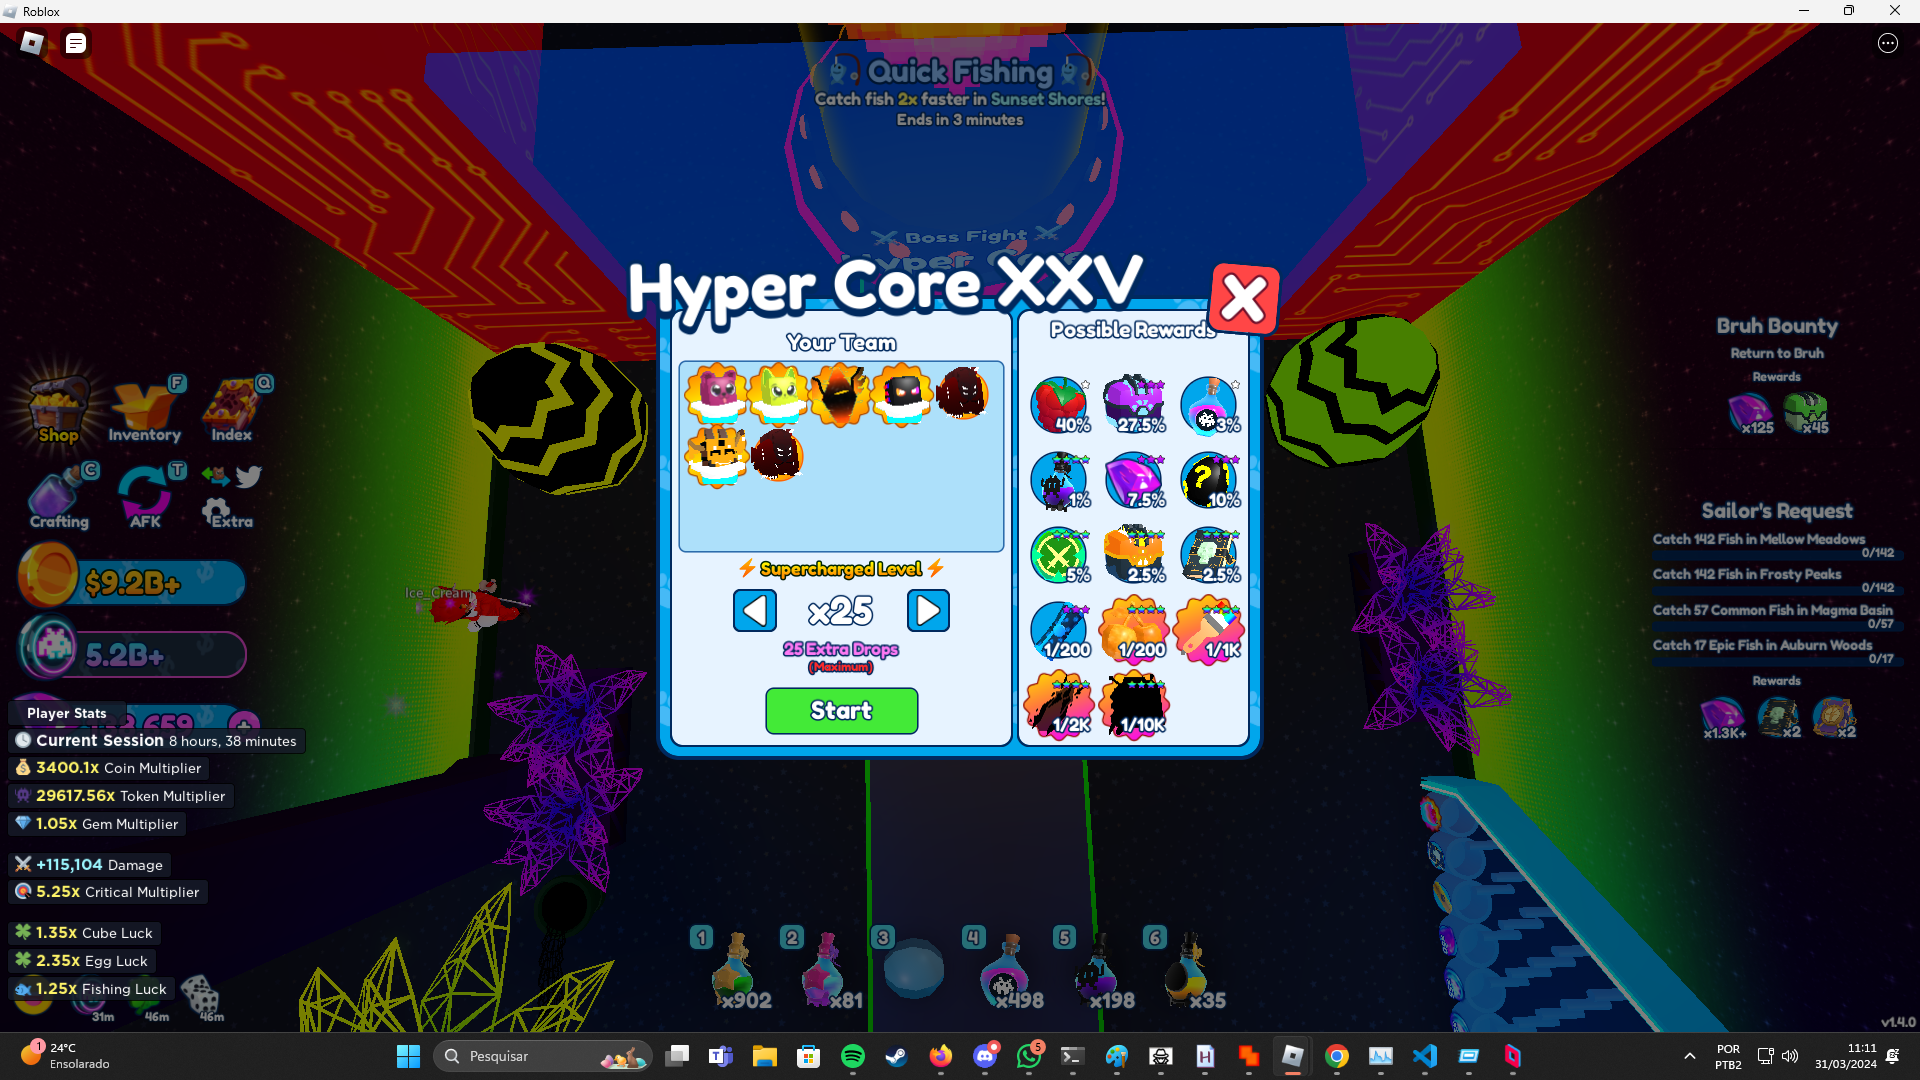 Roblox
Quick Fishing
Catch fish 2x faster in Sunset Shores!
Ends in 3 minutes
Boss Fight
Hyper Core XXV
Your Team
Supercharged Level
x25
25 Extra Drops
(Maximum)
Start
Possible Rewards
40%
27.5%
3%
1%
7.5%
10%
5%
2.5%
2.5%
1/200
1/200
1/1K
1/2K
1/10K
Shop
F
Inventory
Q
Index
C
Crafting
T
AFK
Extra
$9.2B+
5.2B+
Ice_Cream
Player Stats
Current Session 8 hours, 38 minutes
3400.1x Coin Multiplier
29617.56x Token Multiplier
1.05x Gem Multiplier
+115,104 Damage
5.25x Critical Multiplier
1.35x Cube Luck
2.35x Egg Luck
1.25x Fishing Luck
31m
46m
46m
Bruh Bounty
Return to Bruh
Rewards
x125
x45
Sailor's Request
Catch 142 Fish in Mellow Meadows
0/142
Catch 142 Fish in Frosty Peaks
0/142
Catch 57 Common Fish in Magma Basin
0/57
Catch 17 Epic Fish in Auburn Woods
0/17
Rewards
x1.3K+
x2
x2
1
x902
2
x81
3
4
x498
5
x198
6
x35
v1.4.0
1
24°C
Ensolarado
Pesquisar
5
POR
PTB2
11:11
31/03/2024